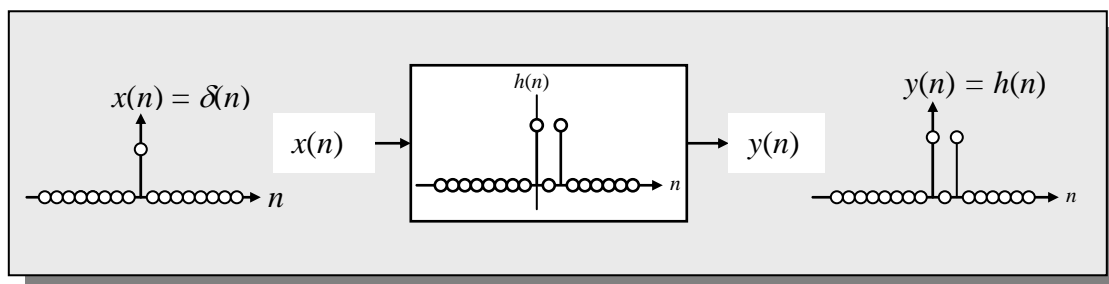 x(n) = δ(n)
n
x(n)
h(n)
n
y(n)
y(n) = h(n)
n